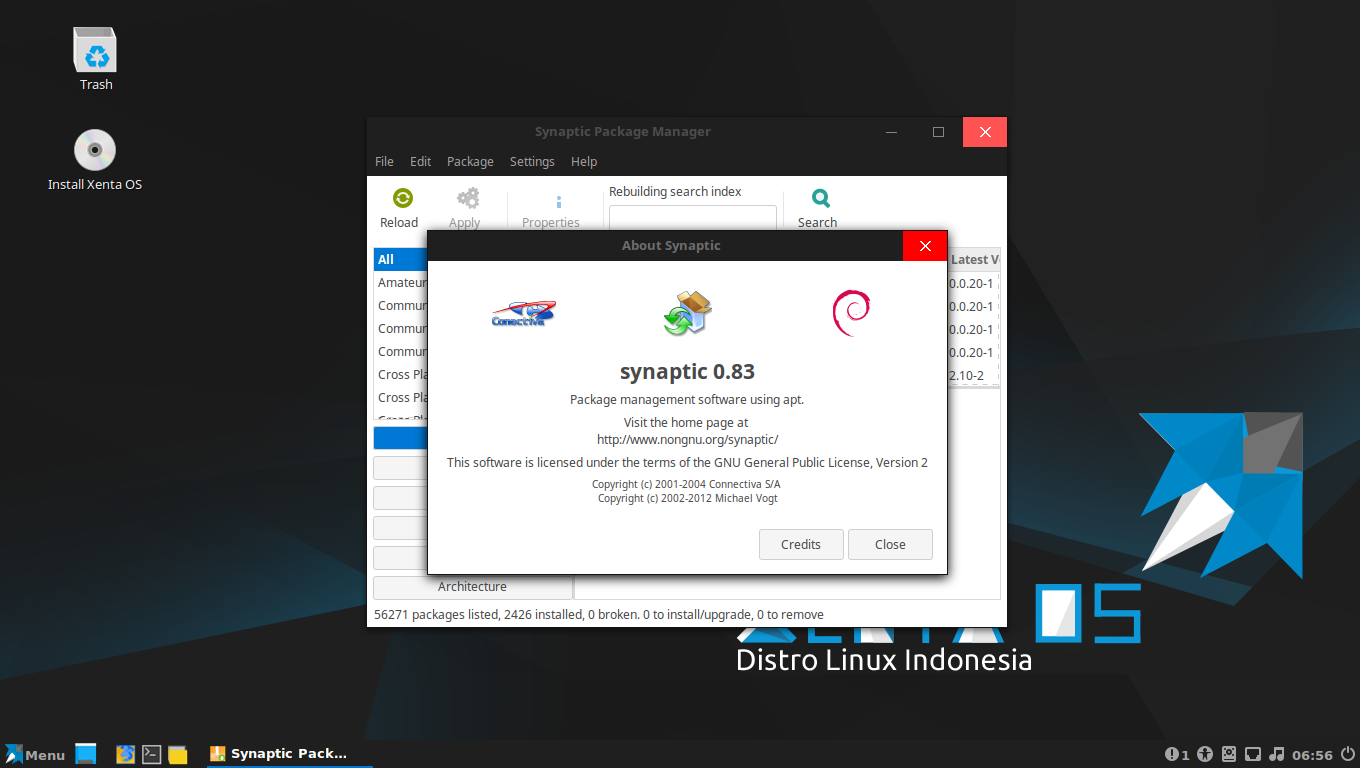 Trash
Install Xenta OS
Synaptic Package Manager
File Edit Package Settings Help
Reload
Apply
Properties
Rebuilding search index
Search
All
Amateur
Commun
Commun
Commun
Cross Pla
Cross Pla
Latest V
0.0.20-1
0.0.20-1
0.0.20-1
0.0.20-1
2.10-2
About Synaptic
Conectiva
synaptic 0.83
Package management software using apt.
Visit the home page at
http://www.nongnu.org/synaptic/
This software is licensed under the terms of the GNU General Public License, Version 2
Copyright (c) 2001-2004 Connectiva S/A
Copyright (c) 2002-2012 Michael Vogt
Credits
Close
Architecture
56271 packages listed, 2426 installed, 0 broken. 0 to install/upgrade, 0 to remove
XENTA OS
Distro Linux Indonesia
Menu
Synaptic Pack...
1
06:56